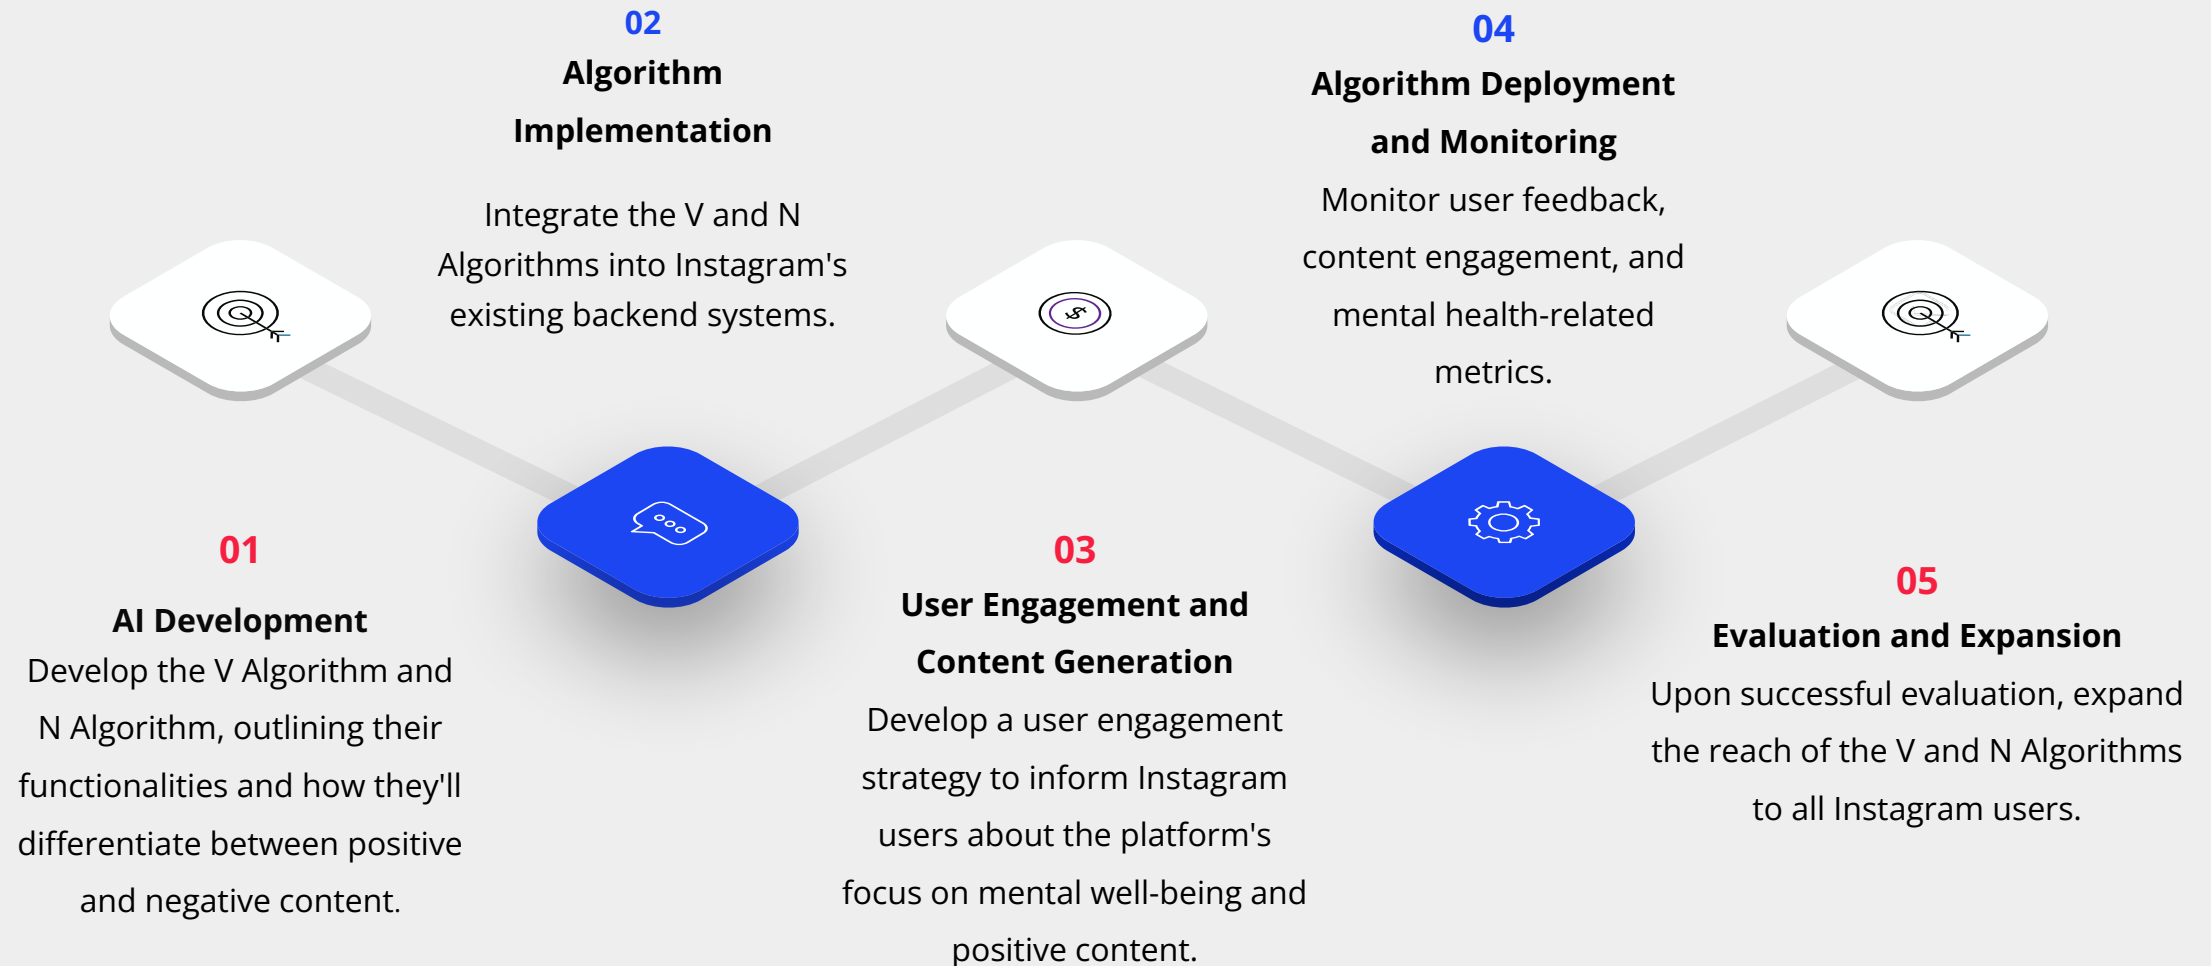 01
AI Development
Develop the V Algorithm and
N Algorithm, outlining their
functionalities and how they'll
differentiate between positive
and negative content.
02
Algorithm
Implementation
Integrate the V and N
Algorithms into Instagram's
existing backend systems.
$
03
User Engagement and
Content Generation
Develop a user engagement
strategy to inform Instagram
users about the platform's
focus on mental well-being and
positive content.
04
Algorithm Deployment
and Monitoring
Monitor user feedback,
content engagement, and
mental health-related
metrics.
05
Evaluation and Expansion
Upon successful evaluation, expand
the reach of the V and N Algorithms
to all Instagram users.